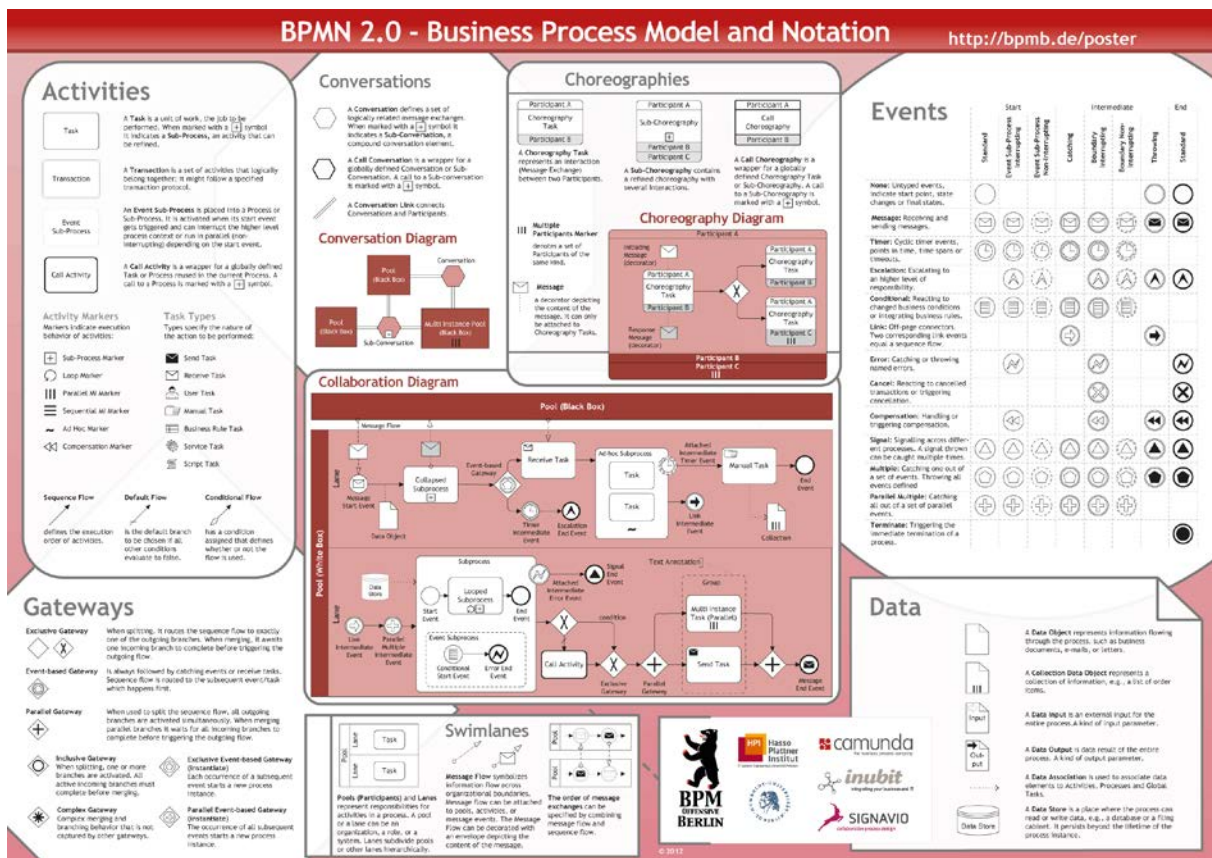 BPMN 2.0 - Business Process Model and Notation
http://bpmb.de/poster
Activities
Task
A Task is a unit of work, the job to be
performed. When marked with a + symbol
it indicates a Sub-Process, an activity that can
be refined.
Transaction
A Transaction is a set of activities that logically
belong together; it might follow a specified
transaction protocol.
Event
Sub-Process
An Event Sub-Process is placed into a Process or
Sub-Process. It is activated when its start event
gets triggered and can interrupt the higher level
process context or run in parallel (non-
interrupting) depending on the start event.
Call Activity
A Call Activity is a wrapper for a globally defined
Task or Process reused in the current Process. A
call to a Process is marked with a + symbol.
Activity Markers
Markers indicate execution
behavior of activities:
Sub-Process Marker
Loop Marker
Parallel MI Marker
Sequential MI Marker
Ad Hoc Marker
Compensation Marker
Task Types
Types specify the nature of
the action to be performed:
Send Task
Receive Task
User Task
Manual Task
Business Rule Task
Service Task
Script Task
Sequence Flow
defines the execution
order of activities.
Default Flow
is the default branch
to be chosen if all
other conditions
evaluate to false.
Conditional Flow
has a condition
assigned that defines
whether or not the
flow is used.
Conversations
A Conversation defines a set of
logically related message exchanges.
When marked with a + symbol it
indicates a Sub-Conversation, a
compound conversation element.
A Call Conversation is a wrapper for a
globally defined Conversation or Sub-
Conversation. A call to a Sub-conversation
is marked with a + symbol.
A Conversation Link connects
Conversations and Participants.
Conversation Diagram
Pool
(Black Box)
Conversation
Pool
(Black Box)
Multi Instance Pool
(Black Box)
Sub-Conversation
Choreographies
Participant A
Choreography
Task
Participant B
A Choreography Task
represents an interaction
(Message Exchange)
between two Participants.
Participant A
Sub-Choreography
Participant B
Participant C
A Sub-Choreography contains
a refined choreography with
several Interactions.
Participant A
Call
Choreography
Participant B
A Call Choreography is a
wrapper for a globally
defined Choreography Task
or Sub-Choreography. A call
to a Sub-Choreography is
marked with a + symbol.
Multiple
Participants Marker
denotes a set of
Participants of the
same kind.
Message
a decorator depicting
the content of the
message. It can only
be attached to
Choreography Tasks.
Choreography Diagram
Participant A
Initiating
Message
(decorator)
Participant A
Choreography
Task
Participant B
Response
Message
(decorator)
Participant A
Choreography
Task
Participant B
Participant A
Choreography
Task
Participant C
Participant B
Participant C
Events
Start
Intermediate
End
Standard
Event Sub-Process
Interrupting
Event Sub-Process
Non-Interrupting
Catching
Boundary
Interrupting
Boundary Non-
Interrupting
Throwing
Standard
None: Untyped events,
indicate start point, state
changes or final states.
Message: Receiving and
sending messages.
Timer: Cyclic timer events,
points in time, time spans or
timeouts.
Escalation: Escalating to
an higher level of
responsibility.
Conditional: Reacting to
changed business conditions
or integrating business rules.
Link: Off-page connectors.
Two corresponding link events
equal a sequence flow.
Error: Catching or throwing
named errors.
Cancel: Reacting to cancelled
transactions or triggering
cancellation.
Compensation: Handling or
triggering compensation.
Signal: Signalling across differ-
ent processes. A signal thrown
can be caught multiple times.
Multiple: Catching one out of
a set of events. Throwing all
events defined
Parallel Multiple: Catching
all out of a set of parallel
events.
Terminate: Triggering the
immediate termination of a
process.
Collaboration Diagram
Pool (Black Box)
Message Flow
Pool (White Box)
Lane
Message
Start Event
Data Object
Collapsed
Subprocess
Event-based
Gateway
Receive Task
Timer
Intermediate
Event
Escalation
End Event
Ad-hoc Subprocess
Task
Task
Attached
Intermediate
Timer Event
Link
Intermediate
Event
Manual Task
Collection
End
Event
Lane
Data
Store
Link
Intermediate
Event
Parallel
Multiple
Intermediate
Event
Subprocess
Start
Event
Looped
Subprocess
End
Event
Event Subprocess
Conditional
Start Event
Error End
Event
Attached
Intermediate
Error Event
Signal
End
Event
Call Activity
condition
Exclusive
Gateway
Parallel
Gateway
Text Annotation
Group
Multi Instance
Task (Parallel)
Send Task
Message
End Event
Gateways
Exclusive Gateway
When splitting, it routes the sequence flow to exactly
one of the outgoing branches. When merging, it awaits
one incoming branch to complete before triggering the
outgoing flow.
Event-based Gateway
Is always followed by catching events or receive tasks.
Sequence flow is routed to the subsequent event/task
which happens first.
Parallel Gateway
When used to split the sequence flow, all outgoing
branches are activated simultaneously. When merging
parallel branches it waits for all incoming branches to
complete before triggering the outgoing flow.
Inclusive Gateway
When splitting, one or more
branches are activated. All
active incoming branches must
complete before merging.
Exclusive Event-based Gateway
(Instantiate)
Each occurrence of a subsequent
event starts a new process
instance.
Complex Gateway
Complex merging and
branching behavior that is not
captured by other gateways.
Parallel Event-based Gateway
(Instantiate)
The occurrence of all subsequent
events starts a new process
instance.
Swimlanes
Pool
Lane
Task
Lane
Task
Pools (Participants) and Lanes
represent responsibilities for
activities in a process. A pool
or a lane can be an
organization, a role, or a
system. Lanes subdivide pools
or other lanes hierarchically.
Message Flow symbolizes
information flow across
organizational boundaries.
Message flow can be attached
to pools, activities, or
message events. The Message
Flow can be decorated with
an envelope depicting the
content of the message.
Pool
Pool
The order of message
exchanges can be
specified by combining
message flow and
sequence flow.
BPM
OFFENSIVE
BERLIN
HPI
Hasso
Plattner
Institut
camunda
inubit
SIGNAVIO
© 2012
Data
A Data Object represents information flowing
through the process, such as business
documents, e-mails, or letters.
A Collection Data Object represents a
collection of information, e.g., a list of order
items.
Input
A Data Input is an external input for the
entire process. A kind of input parameter.
Out-
put
A Data Output is data result of the entire
process. A kind of output parameter.
A Data Association is used to associate data
elements to Activities, Processes and Global
Tasks.
Data Store
A Data Store is a place where the process can
read or write data, e.g., a database or a filing
cabinet. It persists beyond the lifetime of the
process instance.